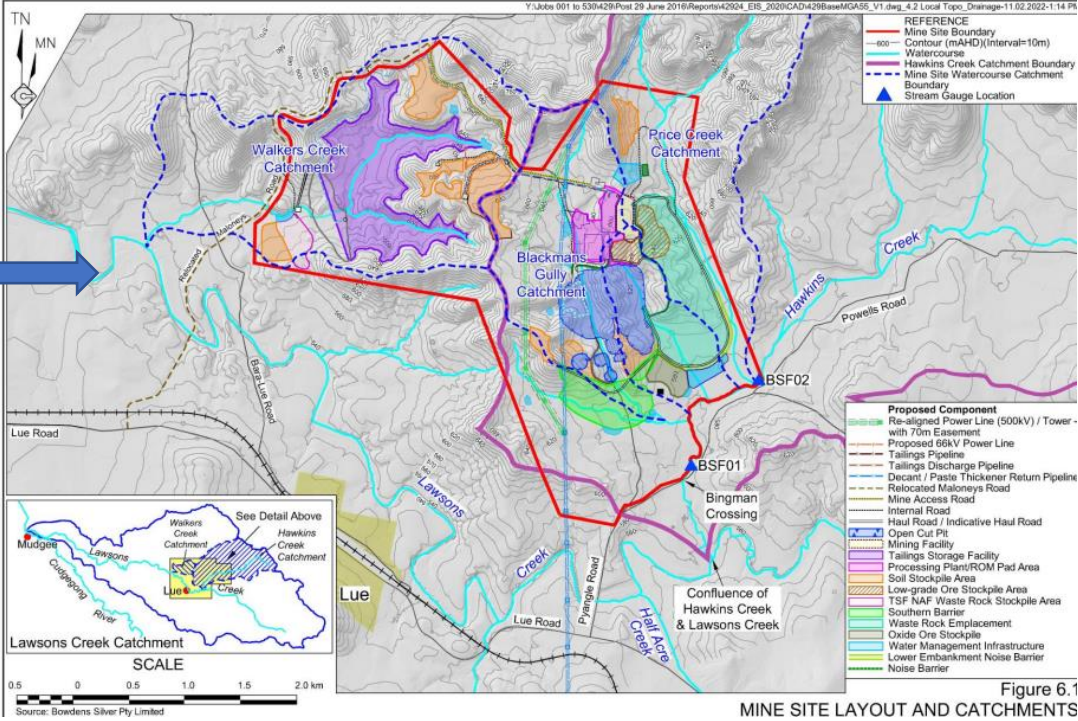 Y:\Jobs 001 to 530\429\Post 29 June 2016\Reports\42924_EIS_2020\CAD\429BaseMGA55_V1.dwg_4.2 Local Topo_Drainage-11.02.2022-1:14 PM
TN
MN
REFERENCE
Mine Site Boundary
600 Contour (mAHD)(Interval=10m)
Watercourse
Hawkins Creek Catchment Boundary
Mine Site Watercourse Catchment
Boundary
Stream Gauge Location
Walkers Creek
Catchment
Price Creek
Catchment
Blackmans
Gully
Catchment
Road
Maloneys
Relocated
Hawkins
Creek
Powells Road
Bara-Lue Road
BSF02
BSF01
Bingman
Crossing
Lue Road
Lawsons
Creek
Lue
Lue Road
Pyangle Road
Half Acre
Creek
Confluence of
Hawkins Creek
& Lawsons Creek
Proposed Component
Re-aligned Power Line (500kV) / Tower -
with 70m Easement
Proposed 66kV Power Line
Tailings Pipeline
Tailings Discharge Pipeline
Decant / Paste Thickener Return Pipeline
Relocated Maloneys Road
Mine Access Road
Internal Road
Haul Road / Indicative Haul Road
Open Cut Pit
Mining Facility
Tailings Storage Facility
Processing Plant/ROM Pad Area
Soil Stockpile Area
Low-grade Ore Stockpile Area
TSF NAF Waste Rock Stockpile Area
Southern Barrier
Waste Rock Emplacement
Oxide Ore Stockpile
Water Management Infrastructure
Lower Embankment Noise Barrier
Noise Barrier
Mudgee
Lawsons
Walkers
Creek
Catchment
See Detail Above
Hawkins
Creek
Catchment
Cudgegong
River
Lue
Creek
Lawsons Creek Catchment
SCALE
0.5 0 0.5 1.0 1.5 2.0 km
Source: Bowdens Silver Pty Limited
Figure 6.1
MINE SITE LAYOUT AND CATCHMENTS